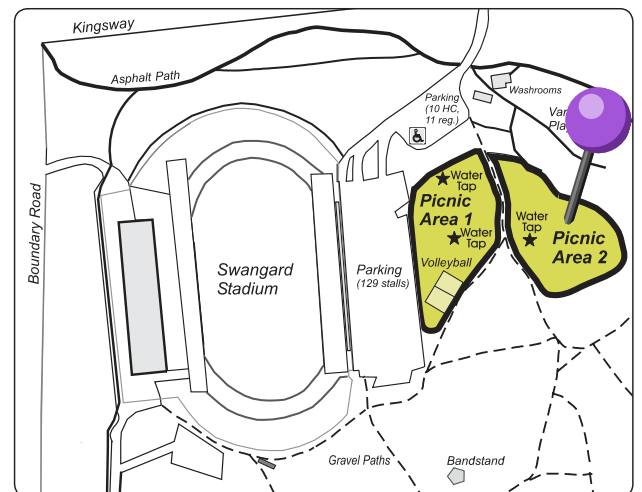 Kingsway
Asphalt Path
Parking
(10 HC,
11 reg.)
Washrooms
Boundary Road
Water
Tap
Picnic
Area 1
Water
Tap
Volleyball
Water
Tap
Picnic
Area 2
Swangard
Stadium
Parking
(129 stalls)
Gravel Paths
Bandstand